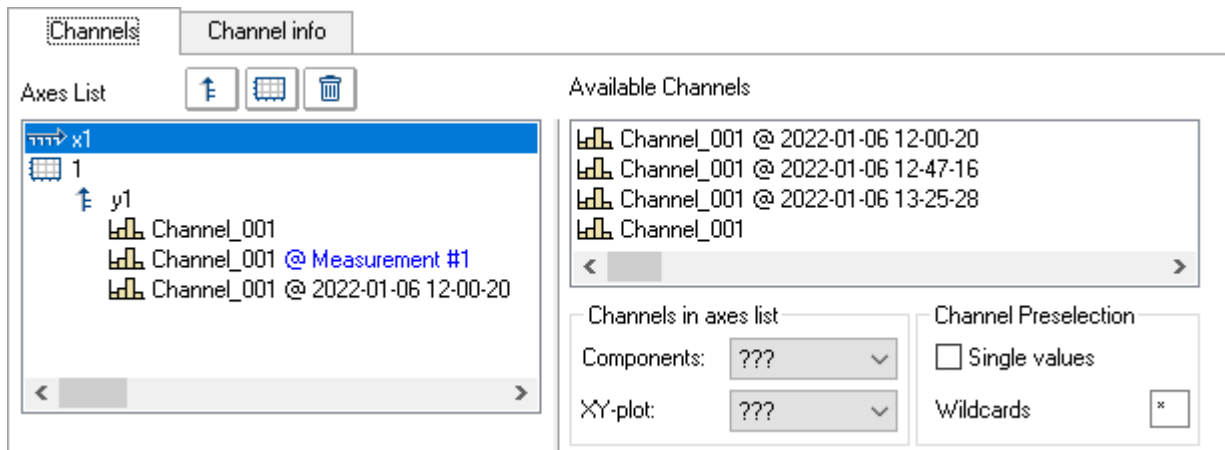 Channels
Channel info
Axes List
x1
1
y1
Channel_001
Channel_001 @ Measurement #1
Channel_001 @ 2022-01-06 12-00-20
Available Channels
Channel_001 @ 2022-01-06 12-00-20
Channel_001 @ 2022-01-06 12-47-16
Channel_001 @ 2022-01-06 13-25-28
Channel_001
Channels in axes list
Components: ???
XY-plot: ???
Channel Preselection
Single values
Wildcards *